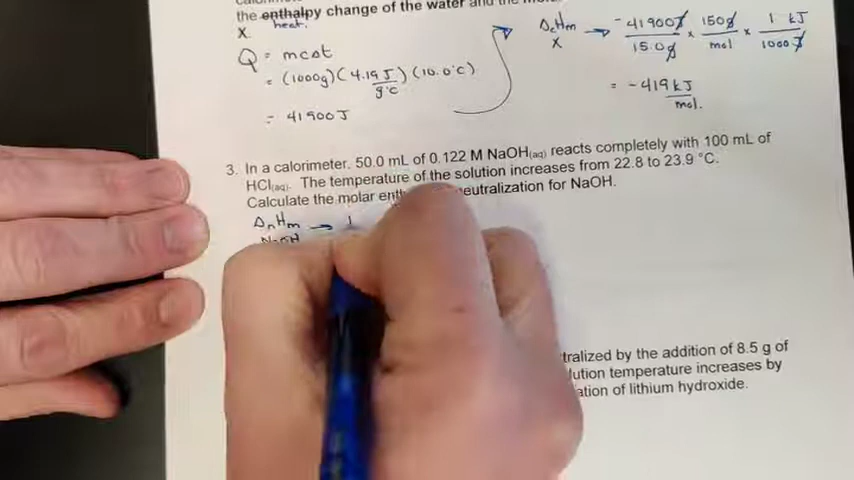 the enthalpy change of the water and the
heat.
X.
Q = mcΔt
= (1000g)(4.19 J/g°C)(10.0°C)
= 41900J
ΔcHm X → -41900J/15.0g × 150g/mol × 1 kJ/1000J
= -419 kJ/mol.
3. In a calorimeter. 50.0 mL of 0.122 M NaOH(aq) reacts completely with 100 mL of
HCl(aq). The temperature of the solution increases from 22.8 to 23.9 °C.
Calculate the molar eutralization for NaOH.
ΔnHm NaOH → 1
tralized by the addition of 8.5 g of
lution temperature increases by
ation of lithium hydroxide.